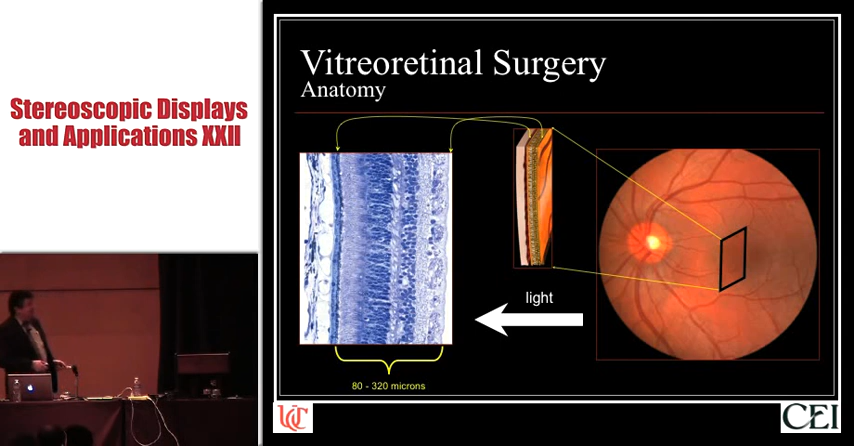 Stereoscopic Displays
and Applications XXII
Vitreoretinal Surgery
Anatomy
light
80 - 320 microns
UC
CEI